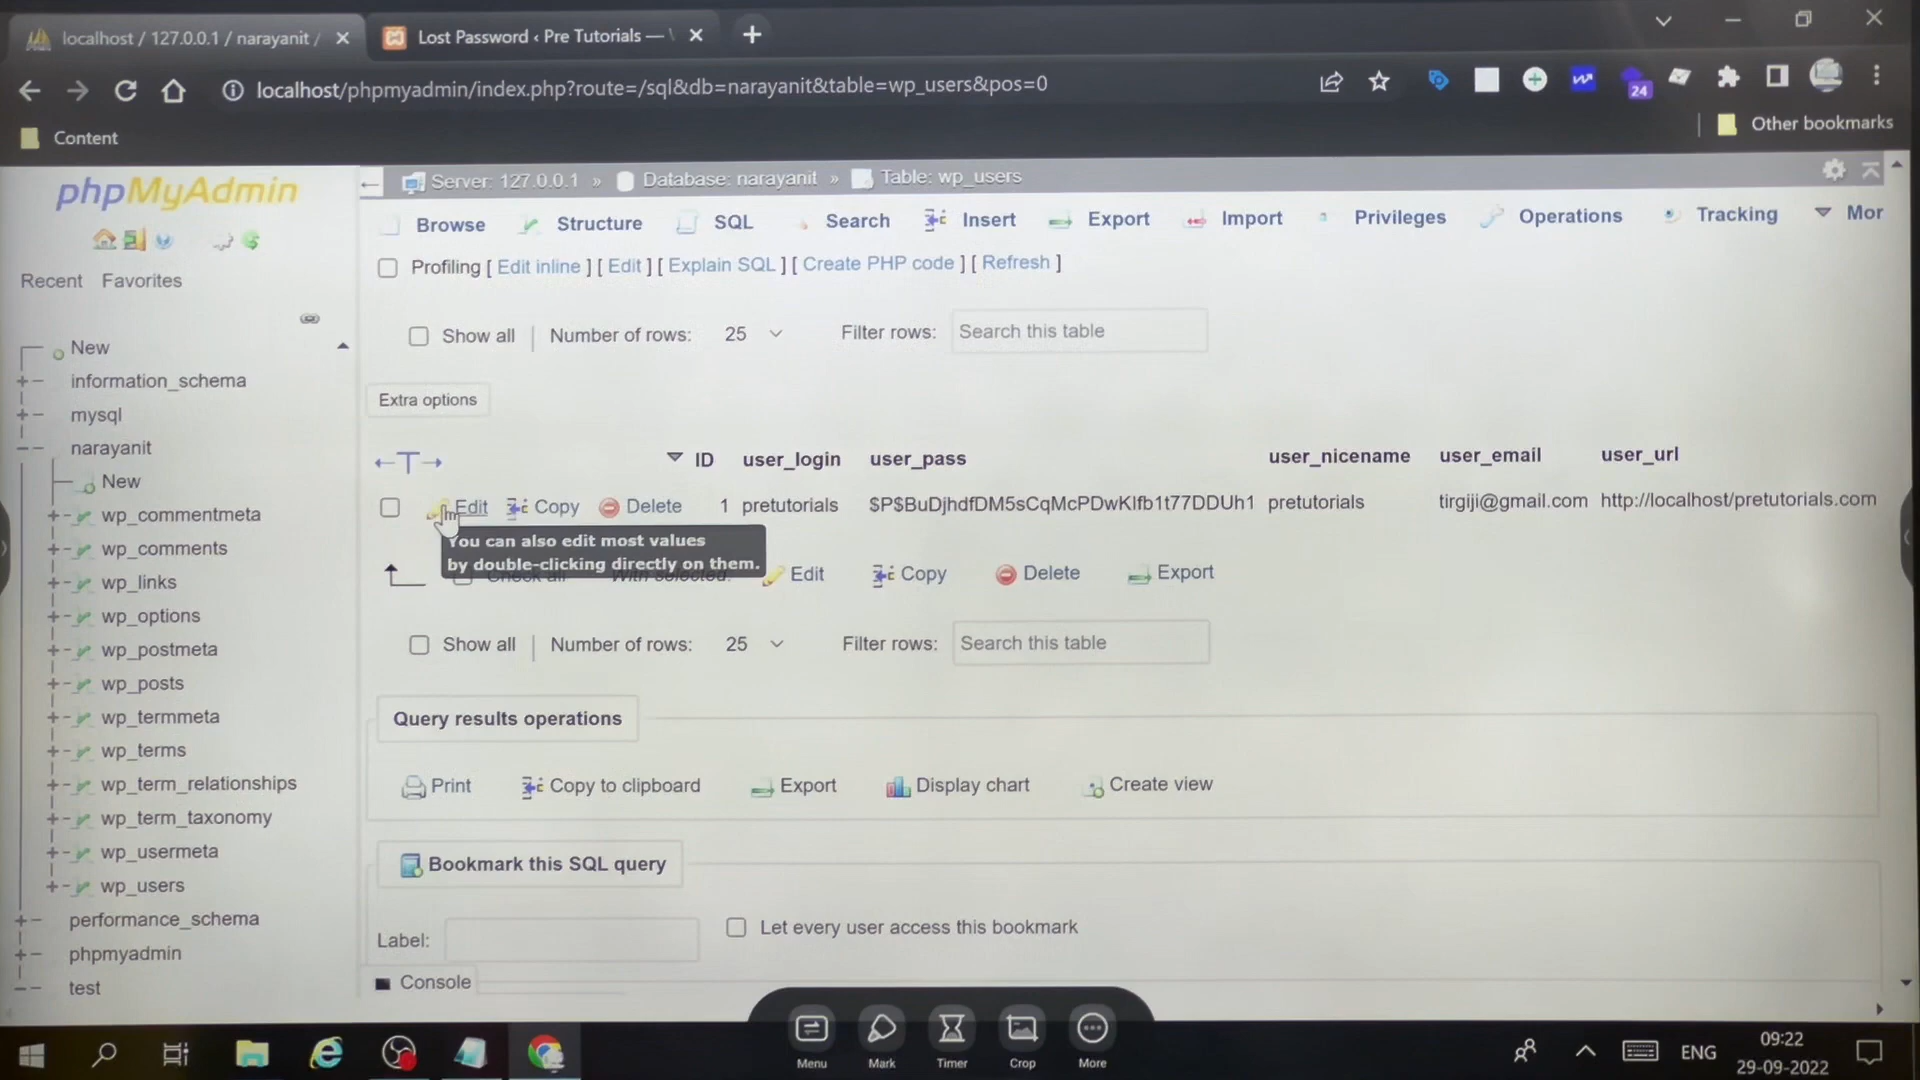 localhost / 127.0.0.1 / narayanit /
Lost Password ‹ Pre Tutorials —
localhost/phpmyadmin/index.php?route=/sql&db=narayanit&table=wp_users&pos=0
24
Content
Other bookmarks
phpMyAdmin
Recent Favorites
New
information_schema
mysql
narayanit
New
wp_commentmeta
wp_comments
wp_links
wp_options
wp_postmeta
wp_posts
wp_termmeta
wp_terms
wp_term_relationships
wp_term_taxonomy
wp_usermeta
wp_users
performance_schema
phpmyadmin
test
Server: 127.0.0.1 » Database: narayanit » Table: wp_users
Browse Structure SQL Search Insert Export Import Privileges Operations Tracking Mor
Profiling [ Edit inline ] [ Edit ] [ Explain SQL ] [ Create PHP code ] [ Refresh ]
Show all Number of rows: 25 Filter rows: Search this table
Extra options
ID user_login user_pass user_nicename user_email user_url
Edit Copy Delete 1 pretutorials $P$BuDjhdfDM5sCqMcPDwKlfb1t77DDUh1 pretutorials tirgiji@gmail.com http://localhost/pretutorials.com
You can also edit most values
by double-clicking directly on them.
Check all With selected: Edit Copy Delete Export
Show all Number of rows: 25 Filter rows: Search this table
Query results operations
Print Copy to clipboard Export Display chart Create view
Bookmark this SQL query
Label: Let every user access this bookmark
Console
Menu Mark Timer Crop More
ENG
09:22
29-09-2022